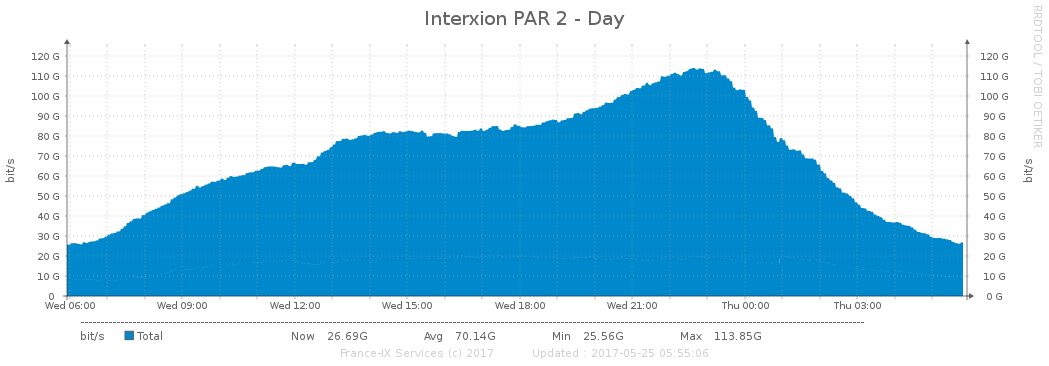 Interxion PAR 2 - Day
RRDTOOL / TOBI OETIKER
120 G 120 G
110 G 110 G
100 G 100 G
90 G 90 G
80 G 80 G
70 G 70 G
60 G 60 G
50 G 50 G
40 G 40 G
30 G 30 G
20 G 20 G
10 G 10 G
0 0 G
bit/s
bit/s
Wed 06:00 Wed 09:00 Wed 12:00 Wed 15:00 Wed 18:00 Wed 21:00 Thu 00:00 Thu 03:00
bit/s Total Now 26.69G Avg 70.14G Min 25.56G Max 113.85G
France-IX Services (c) 2017 Updated : 2017-05-25 05:55:06